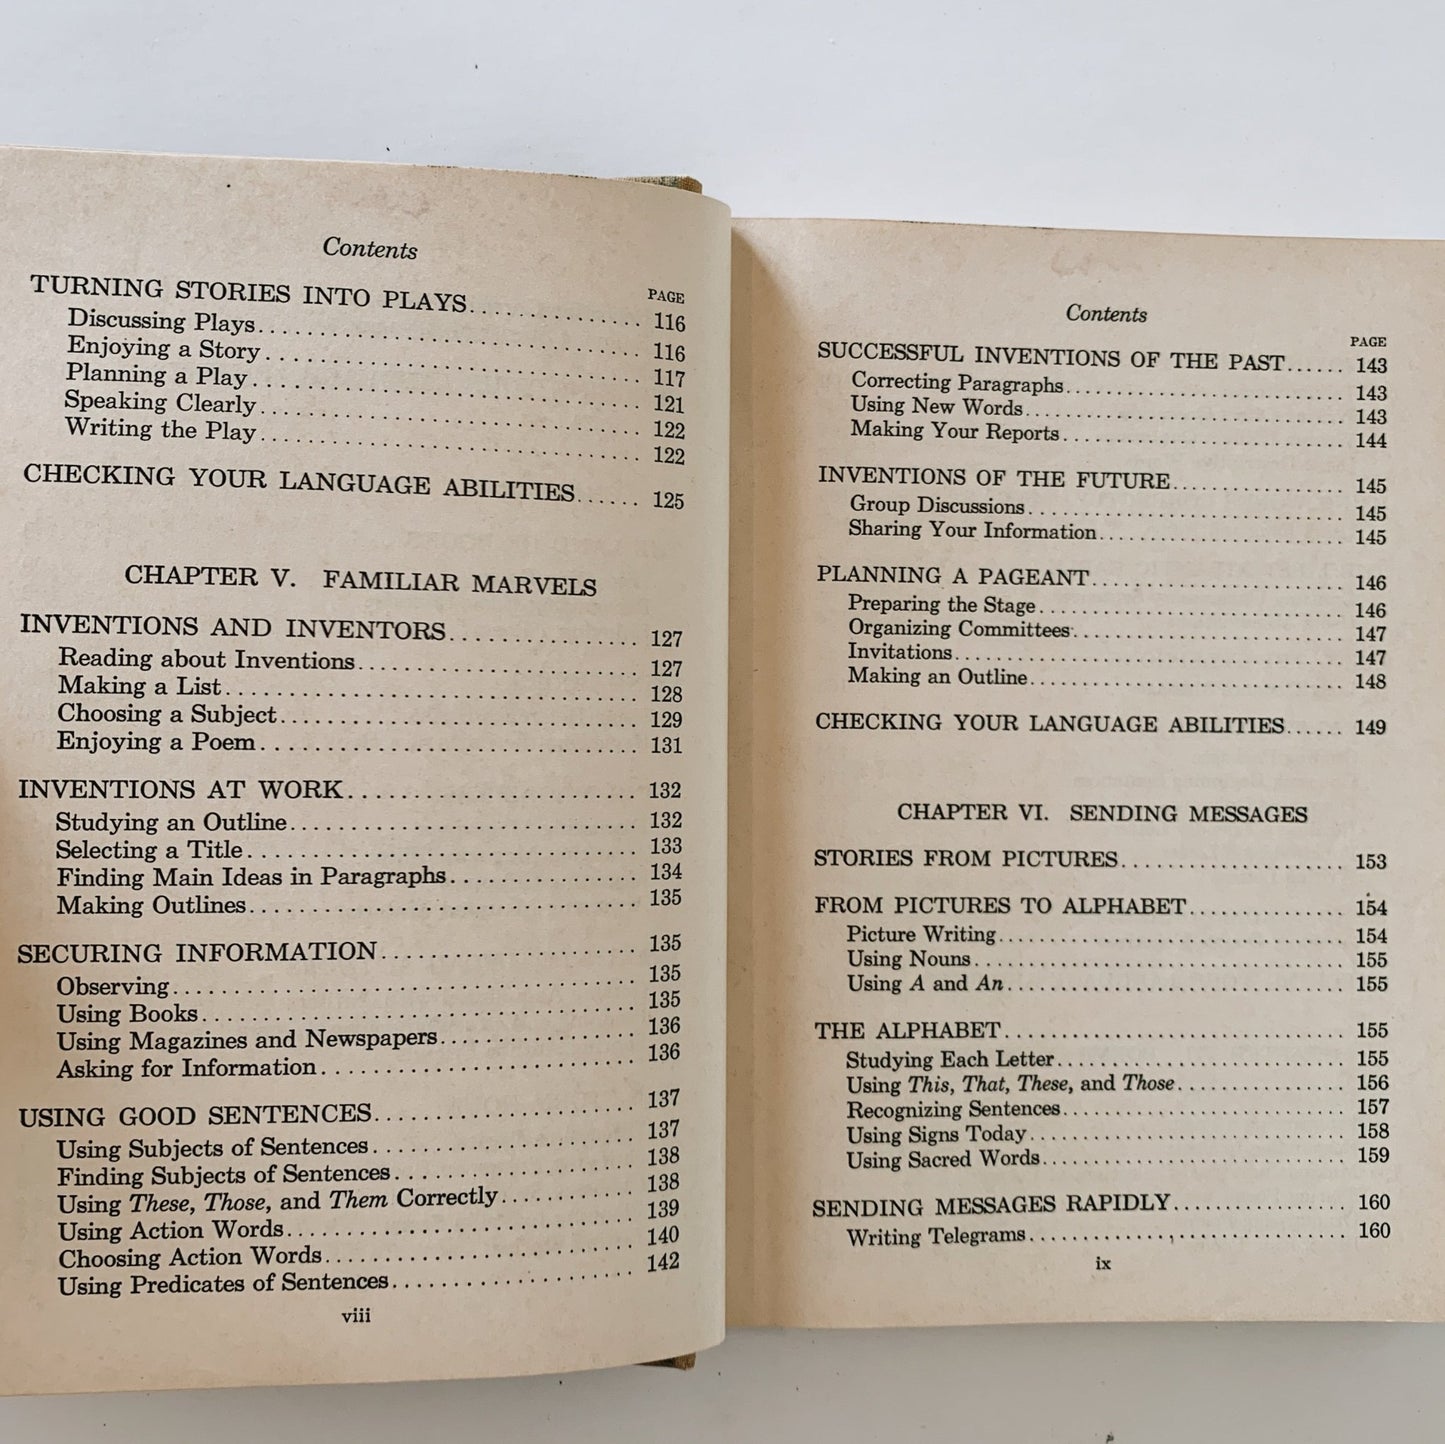 Contents
PAGE
TURNING STORIES INTO PLAYS 116
Discussing Plays 116
Enjoying a Story 117
Planning a Play 121
Speaking Clearly 122
Writing the Play 122
CHECKING YOUR LANGUAGE ABILITIES 125
CHAPTER V. FAMILIAR MARVELS
INVENTIONS AND INVENTORS 127
Reading about Inventions 127
Making a List 128
Choosing a Subject 129
Enjoying a Poem 131
INVENTIONS AT WORK 132
Studying an Outline 132
Selecting a Title 133
Finding Main Ideas in Paragraphs 134
Making Outlines 135
SECURING INFORMATION 135
Observing 135
Using Books 135
Using Magazines and Newspapers 136
Asking for Information 136
USING GOOD SENTENCES 137
Using Subjects of Sentences 137
Finding Subjects of Sentences 138
Using These, Those, and Them Correctly 138
Using Action Words 139
Choosing Action Words 140
Using Predicates of Sentences 142
viii
Contents
PAGE
SUCCESSFUL INVENTIONS OF THE PAST 143
Correcting Paragraphs 143
Using New Words 143
Making Your Reports 144
INVENTIONS OF THE FUTURE 145
Group Discussions 145
Sharing Your Information 145
PLANNING A PAGEANT 146
Preparing the Stage 146
Organizing Committees 147
Invitations 147
Making an Outline 148
CHECKING YOUR LANGUAGE ABILITIES 149
CHAPTER VI. SENDING MESSAGES
STORIES FROM PICTURES 153
FROM PICTURES TO ALPHABET 154
Picture Writing 154
Using Nouns 155
Using A and An 155
THE ALPHABET 155
Studying Each Letter 155
Using This, That, These, and Those 156
Recognizing Sentences 157
Using Signs Today 158
Using Sacred Words 159
SENDING MESSAGES RAPIDLY 160
Writing Telegrams 160
ix